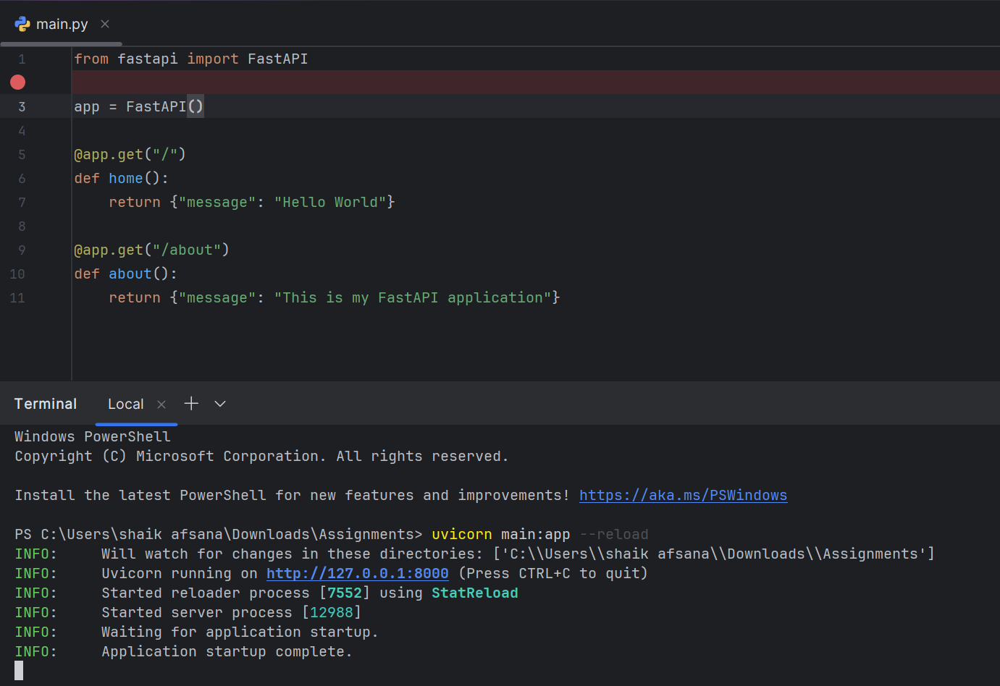 main.py
1 from fastapi import FastAPI
3 app = FastAPI()
4
5 @app.get("/")
6 def home():
7     return {"message": "Hello World"}
8
9 @app.get("/about")
10 def about():
11     return {"message": "This is my FastAPI application"}
Terminal Local
Windows PowerShell
Copyright (C) Microsoft Corporation. All rights reserved.
Install the latest PowerShell for new features and improvements! https://aka.ms/PSWindows
PS C:\Users\shaik afsana\Downloads\Assignments> uvicorn main:app --reload
INFO:     Will watch for changes in these directories: ['C:\\Users\\shaik afsana\\Downloads\\Assignments']
INFO:     Uvicorn running on http://127.0.0.1:8000 (Press CTRL+C to quit)
INFO:     Started reloader process [7552] using StatReload
INFO:     Started server process [12988]
INFO:     Waiting for application startup.
INFO:     Application startup complete.